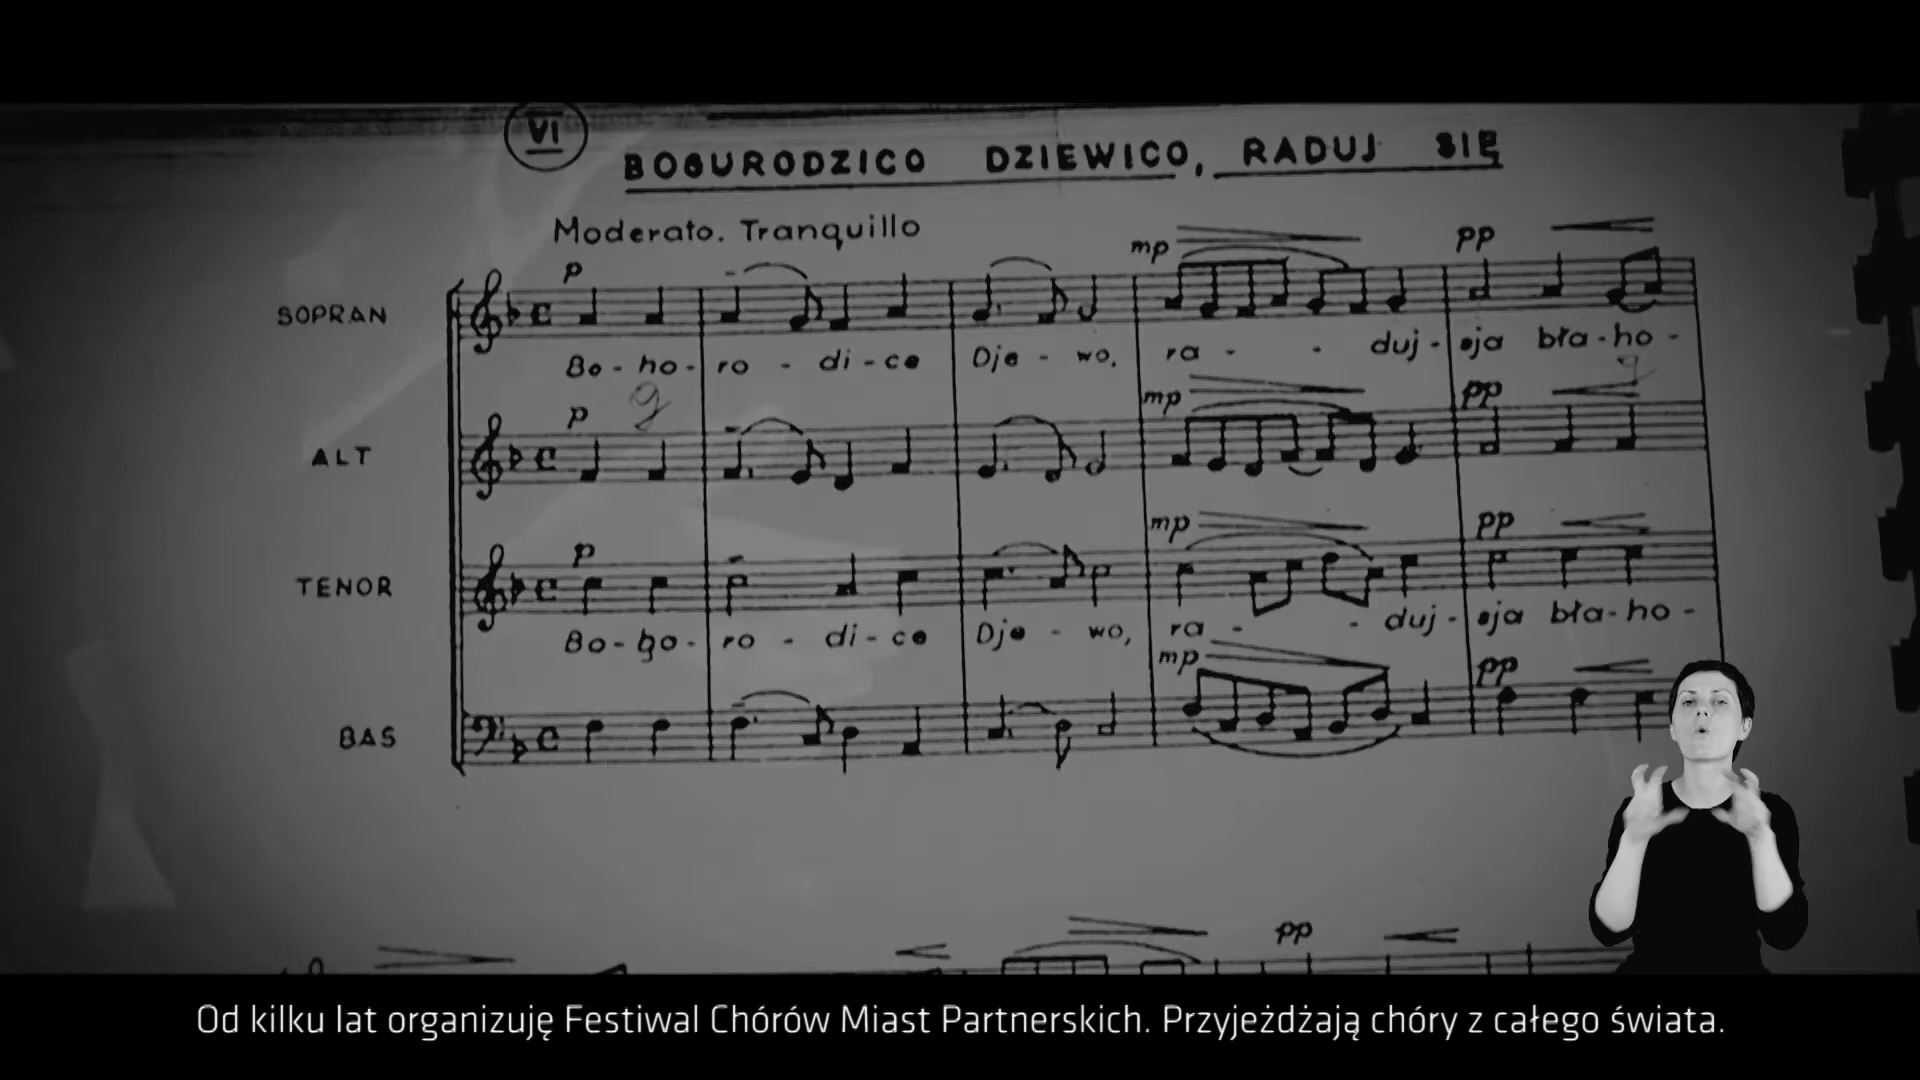 VI
BOGURODZICO DZIEWICO, RADUJ SIĘ
Moderato. Tranquillo
p mp pp
SOPRAN
Bo-ho-ro-di-ce Dje-wo, ra- - duj-sja bła-ho-
g g
p mp pp
ALT
p mp pp
TENOR
Bo-ho-ro-di-ce Dje-wo, ra- - duj-sja bła-ho-
mp pp
BAS
pp
Od kilku lat organizuję Festiwal Chórów Miast Partnerskich. Przyjeżdżają chóry z całego świata.